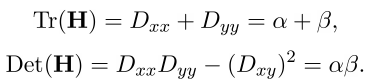 Tr(𝐇) = D_{xx} + D_{yy} = α + β,
Det(𝐇) = D_{xx}D_{yy} − (D_{xy})² = αβ.